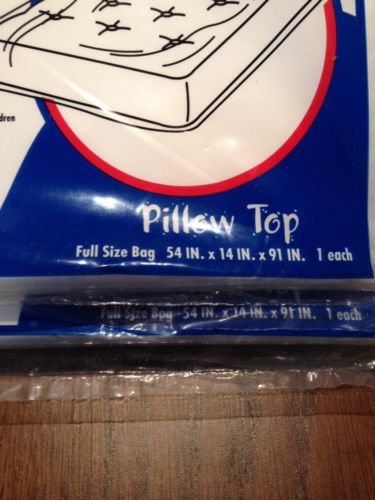 dren
Pillow Top
Full Size Bag 54 IN. x 14 IN. x 91 IN. 1 each
Full Size Bag 54 IN. x 14 IN. x 91 IN. 1 each